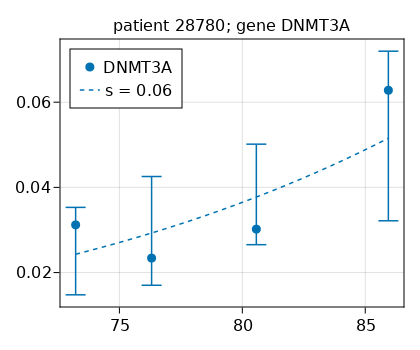 patient 28780; gene DNMT3A
DNMT3A
s = 0.06
0.06
0.04
0.02
75
80
85